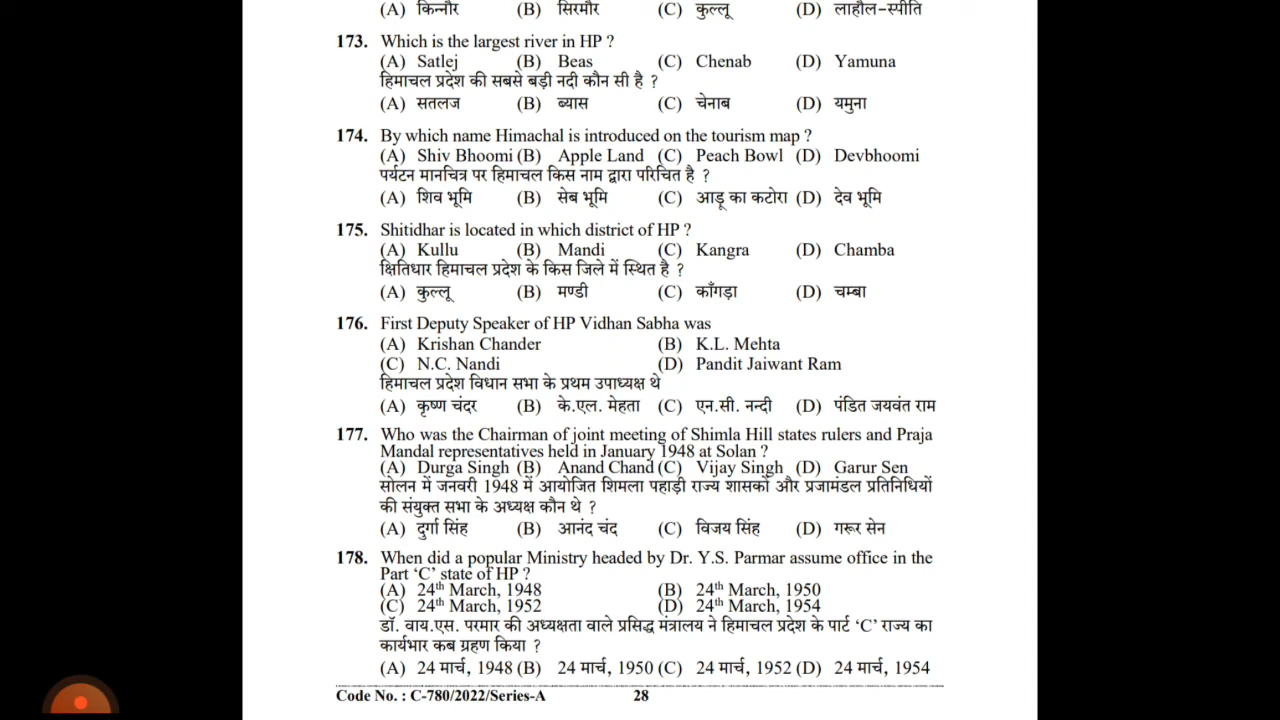 (A) किन्नौर (B) सिरमौर (C) कुल्लू (D) लाहौल-स्पीति
173. Which is the largest river in HP ?
(A) Satlej (B) Beas (C) Chenab (D) Yamuna
हिमाचल प्रदेश की सबसे बड़ी नदी कौन सी है ?
(A) सतलज (B) ब्यास (C) चेनाब (D) यमुना
174. By which name Himachal is introduced on the tourism map ?
(A) Shiv Bhoomi (B) Apple Land (C) Peach Bowl (D) Devbhoomi
पर्यटन मानचित्र पर हिमाचल किस नाम द्वारा परिचित है ?
(A) शिव भूमि (B) सेब भूमि (C) आड़ू का कटोरा (D) देव भूमि
175. Shitidhar is located in which district of HP ?
(A) Kullu (B) Mandi (C) Kangra (D) Chamba
क्षितिधार हिमाचल प्रदेश के किस जिले में स्थित है ?
(A) कुल्लू (B) मण्डी (C) काँगड़ा (D) चम्बा
176. First Deputy Speaker of HP Vidhan Sabha was
(A) Krishan Chander (B) K.L. Mehta
(C) N.C. Nandi (D) Pandit Jaiwant Ram
हिमाचल प्रदेश विधान सभा के प्रथम उपाध्यक्ष थे
(A) कृष्ण चंदर (B) के.एल. मेहता (C) एन.सी. नन्दी (D) पंडित जयवंत राम
177. Who was the Chairman of joint meeting of Shimla Hill states rulers and Praja
Mandal representatives held in January 1948 at Solan ?
(A) Durga Singh (B) Anand Chand (C) Vijay Singh (D) Garur Sen
सोलन में जनवरी 1948 में आयोजित शिमला पहाड़ी राज्य शासकों और प्रजामंडल प्रतिनिधियों
की संयुक्त सभा के अध्यक्ष कौन थे ?
(A) दुर्गा सिंह (B) आनंद चंद (C) विजय सिंह (D) गरूर सेन
178. When did a popular Ministry headed by Dr. Y.S. Parmar assume office in the
Part ‘C’ state of HP ?
(A) 24th March, 1948 (B) 24th March, 1950
(C) 24th March, 1952 (D) 24th March, 1954
डॉ. वाय.एस. परमार की अध्यक्षता वाले प्रसिद्ध मंत्रालय ने हिमाचल प्रदेश के पार्ट ‘C’ राज्य का
कार्यभार कब ग्रहण किया ?
(A) 24 मार्च, 1948 (B) 24 मार्च, 1950 (C) 24 मार्च, 1952 (D) 24 मार्च, 1954
Code No. : C-780/2022/Series-A 28